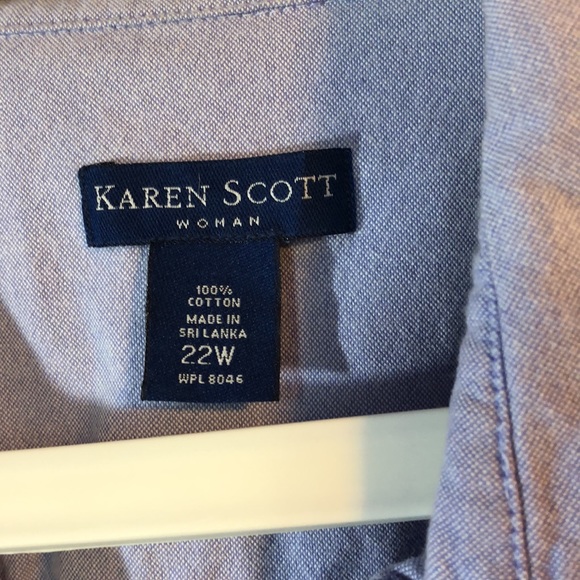 KAREN SCOTT
WOMAN
100%
COTTON
MADE IN
SRI LANKA
22W
WPL 8046